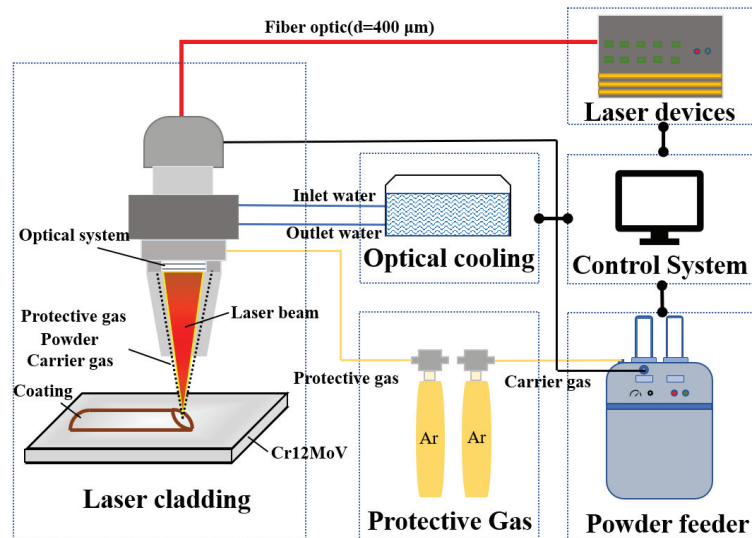 Fiber optic(d=400 μm)
Laser devices
Inlet water
Outlet water
Optical cooling
Control System
Optical system
Laser beam
Protective gas
Powder
Carrier gas
Coating
Cr12MoV
Laser cladding
Protective gas
Carrier gas
Ar
Ar
Protective Gas
Powder feeder